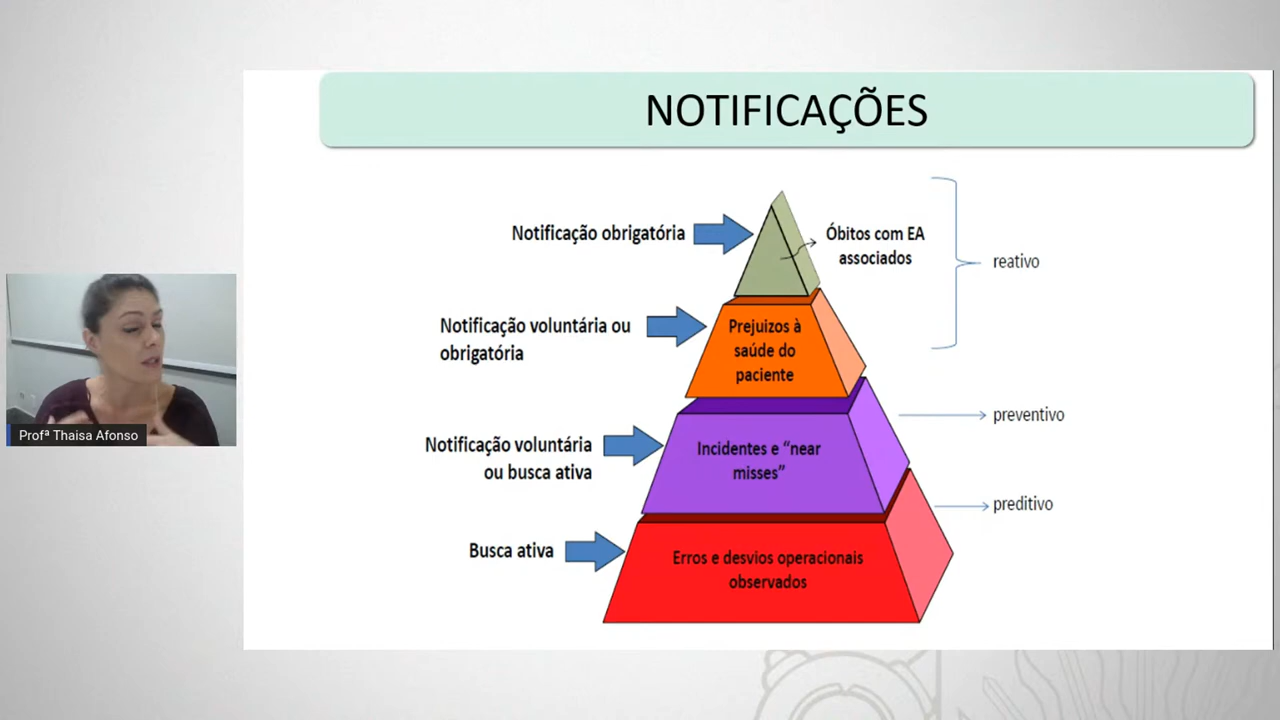 NOTIFICAÇÕES
Notificação obrigatória
Óbitos com EA
associados
reativo
Notificação voluntária ou
obrigatória
Prejuizos à
saúde do
paciente
preventivo
Notificação voluntária
ou busca ativa
Incidentes e “near
misses”
preditivo
Busca ativa
Erros e desvios operacionais
observados
Profª Thaisa Afonso